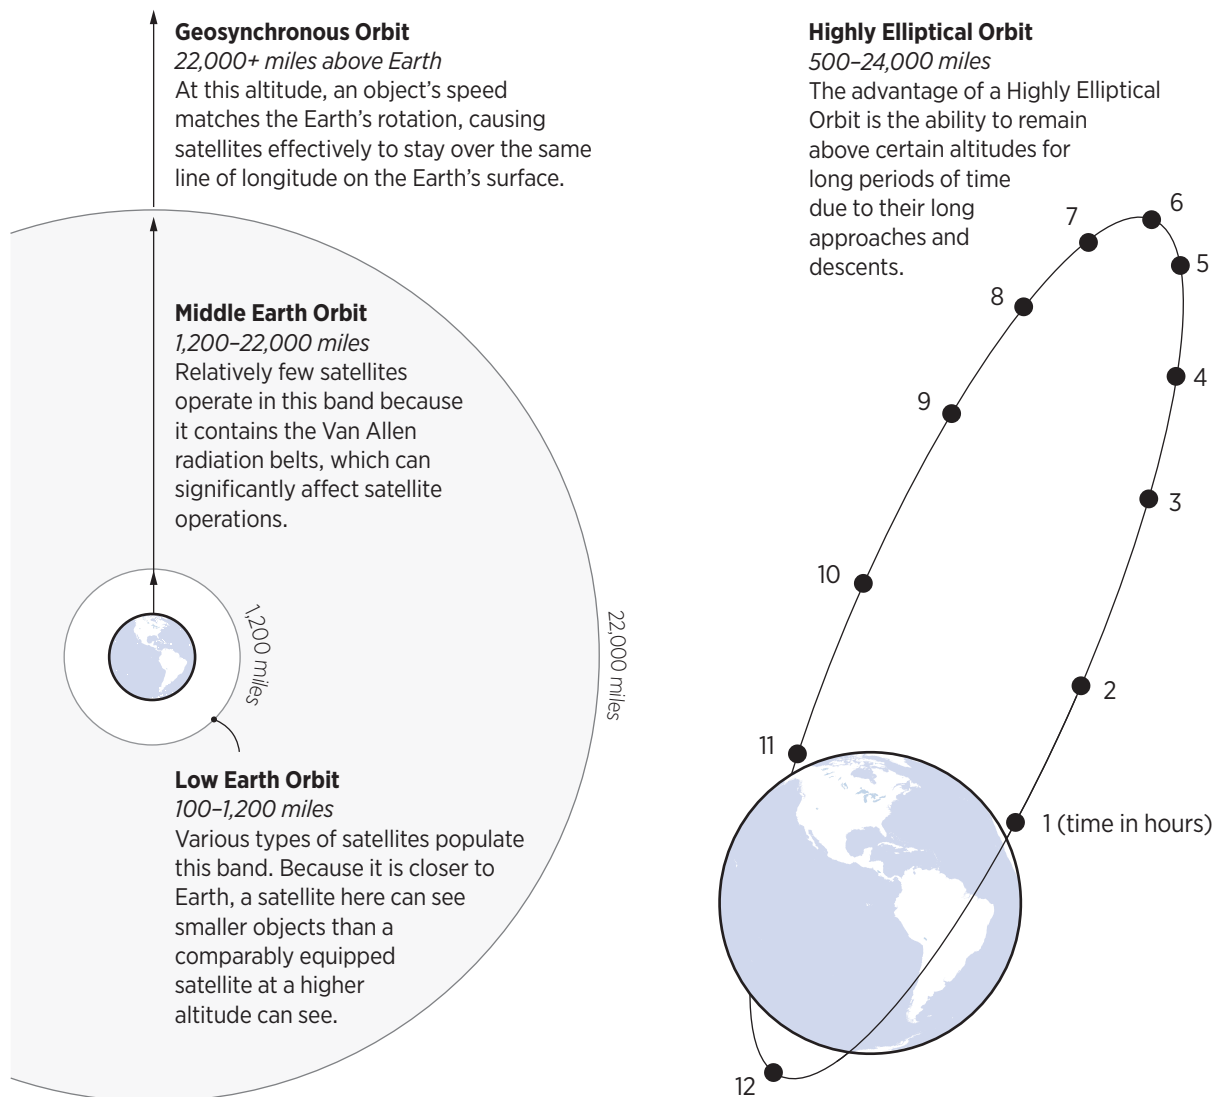 Geosynchronous Orbit
22,000+ miles above Earth
At this altitude, an object’s speed
matches the Earth’s rotation, causing
satellites effectively to stay over the same
line of longitude on the Earth’s surface.
Middle Earth Orbit
1,200–22,000 miles
Relatively few satellites
operate in this band because
it contains the Van Allen
radiation belts, which can
significantly affect satellite
operations.
1,200 miles
22,000 miles
Low Earth Orbit
100–1,200 miles
Various types of satellites populate
this band. Because it is closer to
Earth, a satellite here can see
smaller objects than a
comparably equipped
satellite at a higher
altitude can see.
Highly Elliptical Orbit
500–24,000 miles
The advantage of a Highly Elliptical
Orbit is the ability to remain
above certain altitudes for
long periods of time
due to their long
approaches and
descents.
1 (time in hours)
2
3
4
5
6
7
8
9
10
11
12